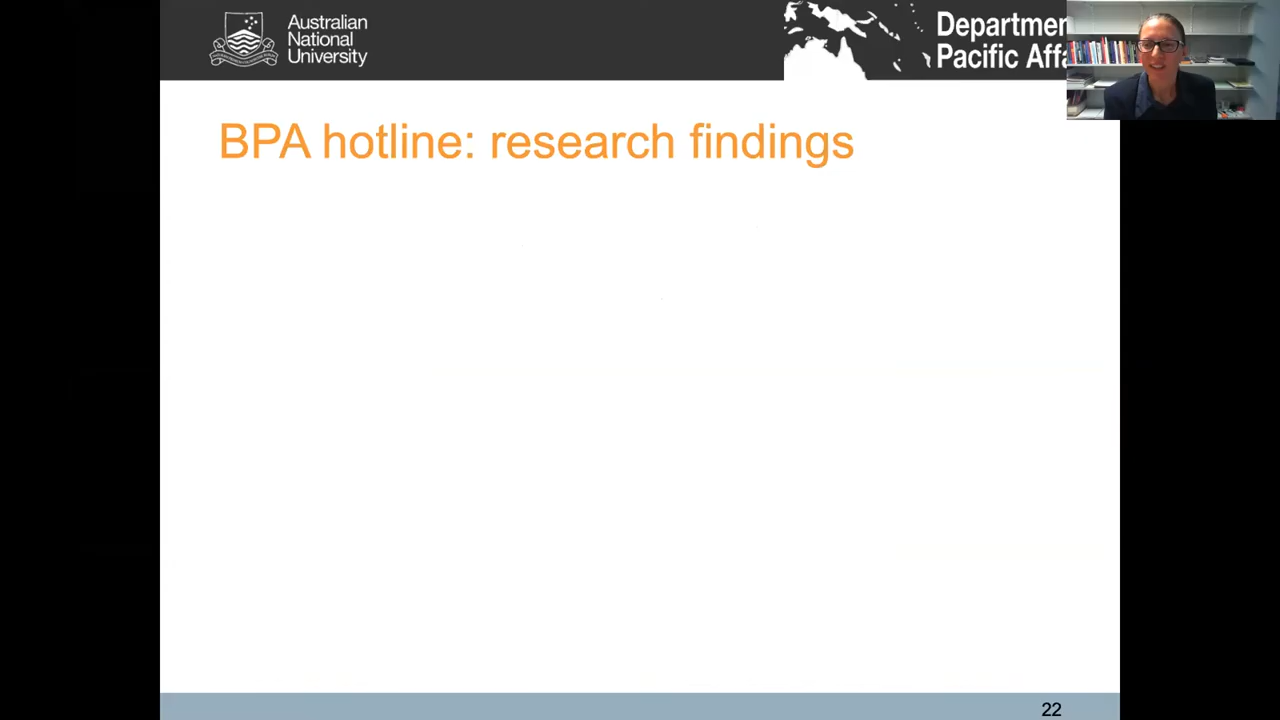 Australian
National
University
Departmen
Pacific Affa
BPA hotline: research findings
22